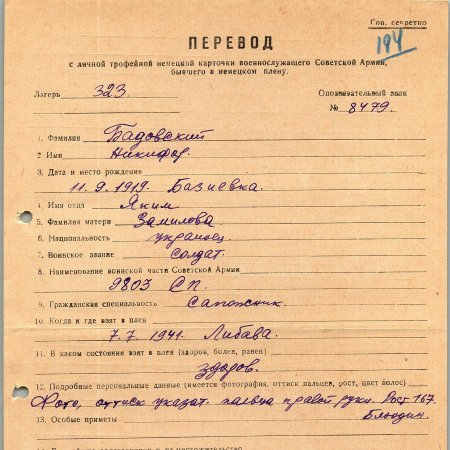 Сов. секретно
194
ПЕРЕВОД
с личной трофейной немецкой карточки военнослужащего Советской Армии,
бывшего в немецком плену.
Лагерь 323 Опознавательный знак
№ 8479.
1. Фамилия Бадовский
2 Имя Никифор.
3. Дата и место рождения
11.9.1919. Базиевка.
4. Имя отца Яким
5. Фамилия матери Замилова
6. Национальность украинец.
7. Воинское звание солдат.
8. Наименование воинской части Советской Армии
9803 СП.
9. Гражданская специальность Сапожник.
10. Когда и где взят в плен
7.7 1941. Либава.
11. В каком состоянии взят в плен (здоров, болен, ранен)
здоров.
12. Подробные персональные данные (имеется фотография, оттиск пальцев, рост, цвет волос)
Фото, оттиск указат. пальца правой руки. Рост 167.
Блондин.
13. Особые приметы